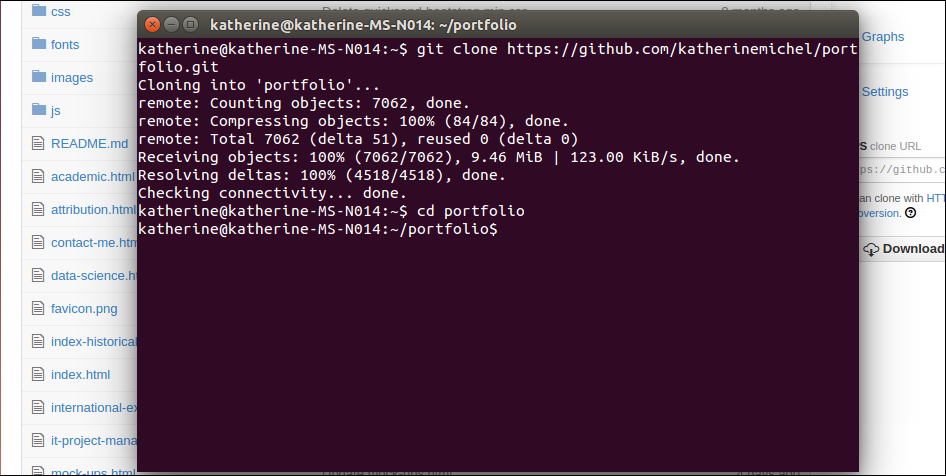 css
fonts
images
js
README.md
academic.html
attribution.html
contact-me.htm
data-science.ht
favicon.png
index-historical
index.html
international-ex
it-project-mana
mock-ups.html
katherine@katherine-MS-N014: ~/portfolio
katherine@katherine-MS-N014:~$ git clone https://github.com/katherinemichel/port
folio.git
Cloning into 'portfolio'...
remote: Counting objects: 7062, done.
remote: Compressing objects: 100% (84/84), done.
remote: Total 7062 (delta 51), reused 0 (delta 0)
Receiving objects: 100% (7062/7062), 9.46 MiB | 123.00 KiB/s, done.
Resolving deltas: 100% (4518/4518), done.
Checking connectivity... done.
katherine@katherine-MS-N014:~$ cd portfolio
katherine@katherine-MS-N014:~/portfolio$
Graphs
Settings
PS clone URL
ps://github.c
an clone with HTT
oversion.
Download